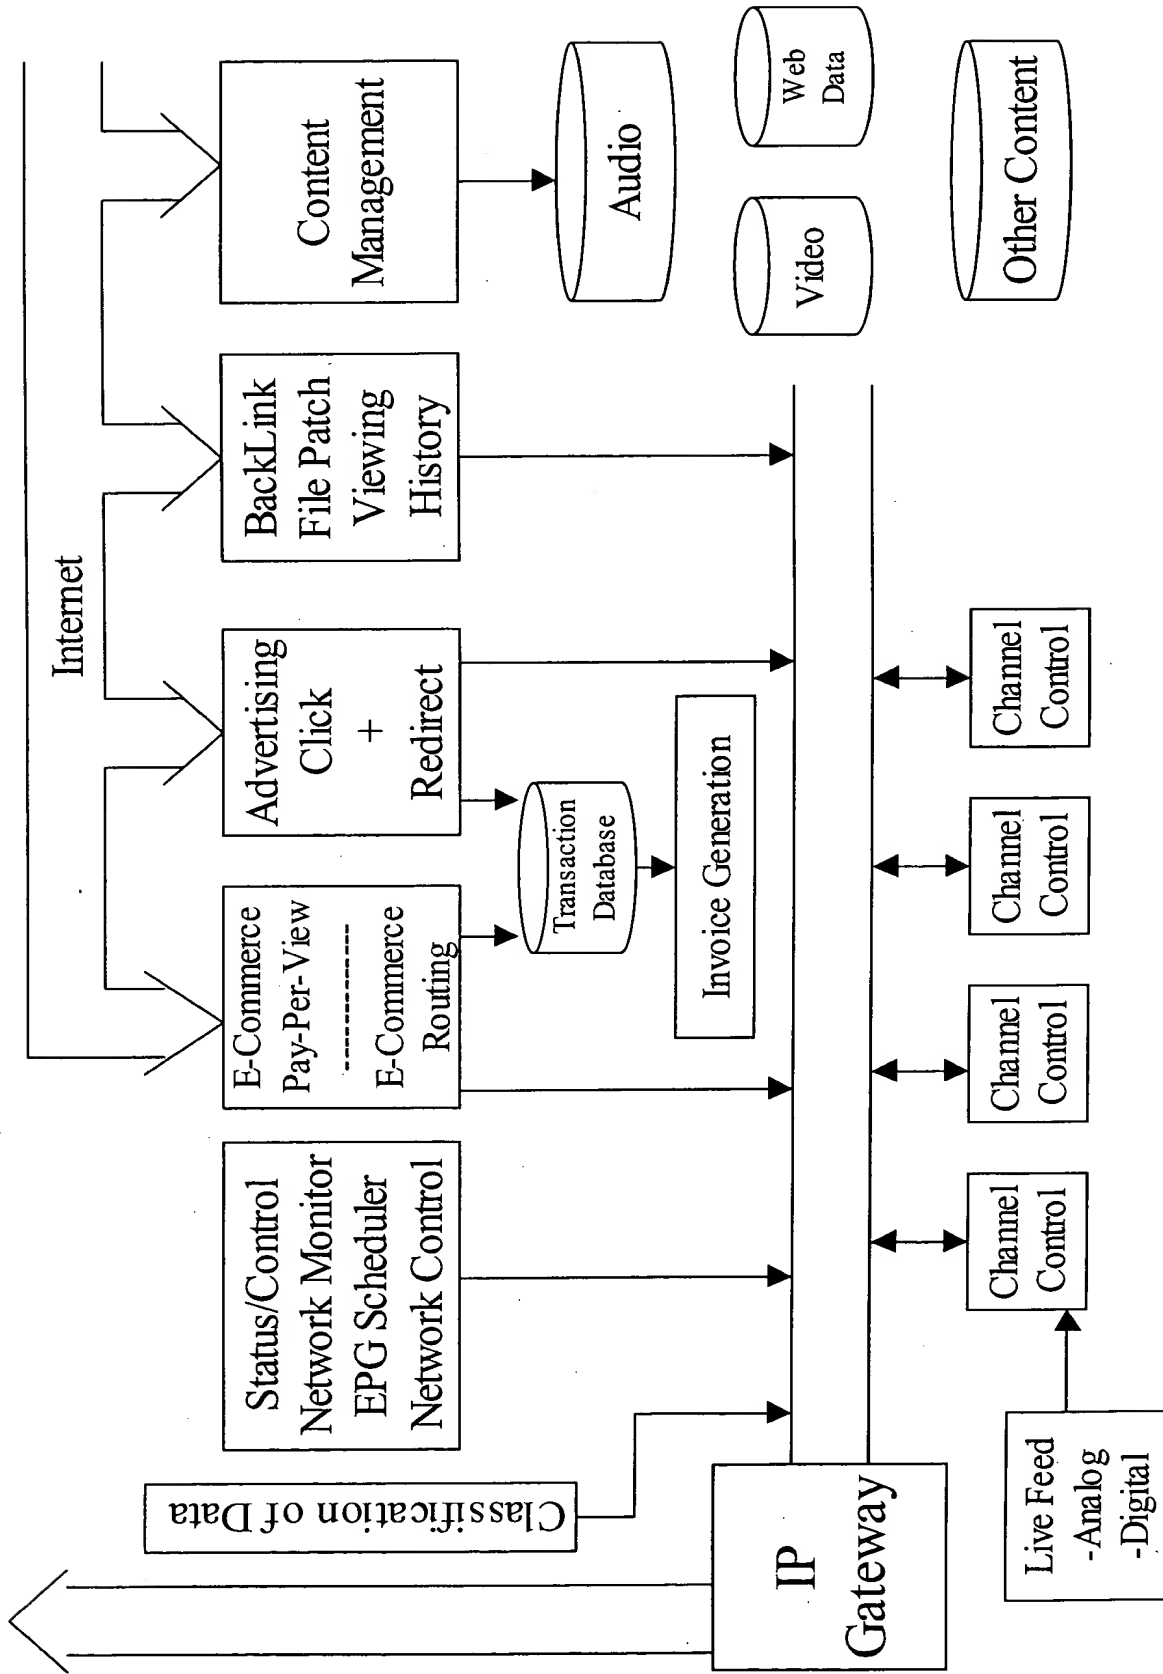 Internet
Classification of Data
Status/Control
Network Monitor
EPG Scheduler
Network Control
E-Commerce
Pay-Per-View
-----------
E-Commerce
Routing
Advertising
Click
+
Redirect
BackLink
File Patch
Viewing
History
Content
Management
Transaction
Database
Invoice Generation
Audio
Video
Web
Data
Other Content
IP
Gateway
Live Feed
-Analog
-Digital
Channel
Control
Channel
Control
Channel
Control
Channel
Control